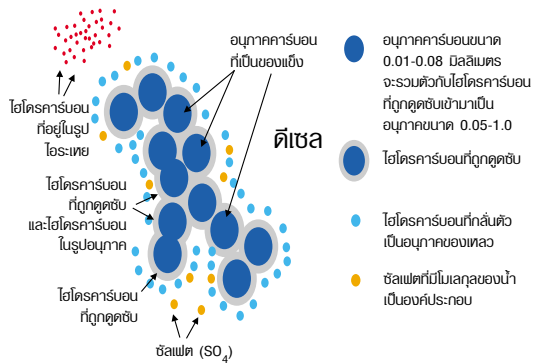 ไฮโดรคาร์บอน
ที่อยู่ในรูป
ไอระเหย
อนุภาคคาร์บอน
ที่เป็นของแข็ง
ดีเซล
ไฮโดรคาร์บอน
ที่ถูกดูดซับ
และไฮโดรคาร์บอน
ในรูปอนุภาค
ไฮโดรคาร์บอน
ที่ถูกดูดซับ
ซัลเฟต (SO4)
อนุภาคคาร์บอนขนาด
0.01-0.08 มิลลิเมตร
จะรวมตัวกับไฮโดรคาร์บอน
ที่ถูกดูดซับเข้ามาเป็น
อนุภาคขนาด 0.05-1.0
ไฮโดรคาร์บอนที่ถูกดูดซับ
ไฮโดรคาร์บอนที่กลั่นตัว
เป็นอนุภาคของเหลว
ซัลเฟตที่มีโมเลกุลของน้ำ
เป็นองค์ประกอบ